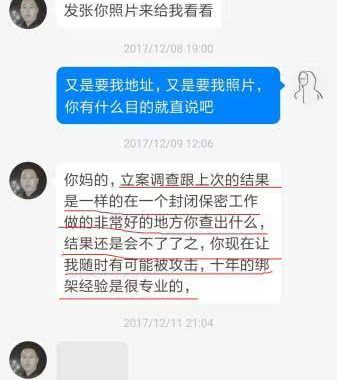 发张你照片来给我看看
2017/12/08 19:00
又是要我地址，又是要我照片，
你有什么目的就直说吧
2017/12/09 12:06
你妈的，立案调查跟上次的结果
是一样的在一个封闭保密工作
做的非常好的地方你查出什么，
结果还是会不了了之，你现在让
我随时有可能被攻击，十年的绑
架经验是很专业的，
2017/12/11 21:04